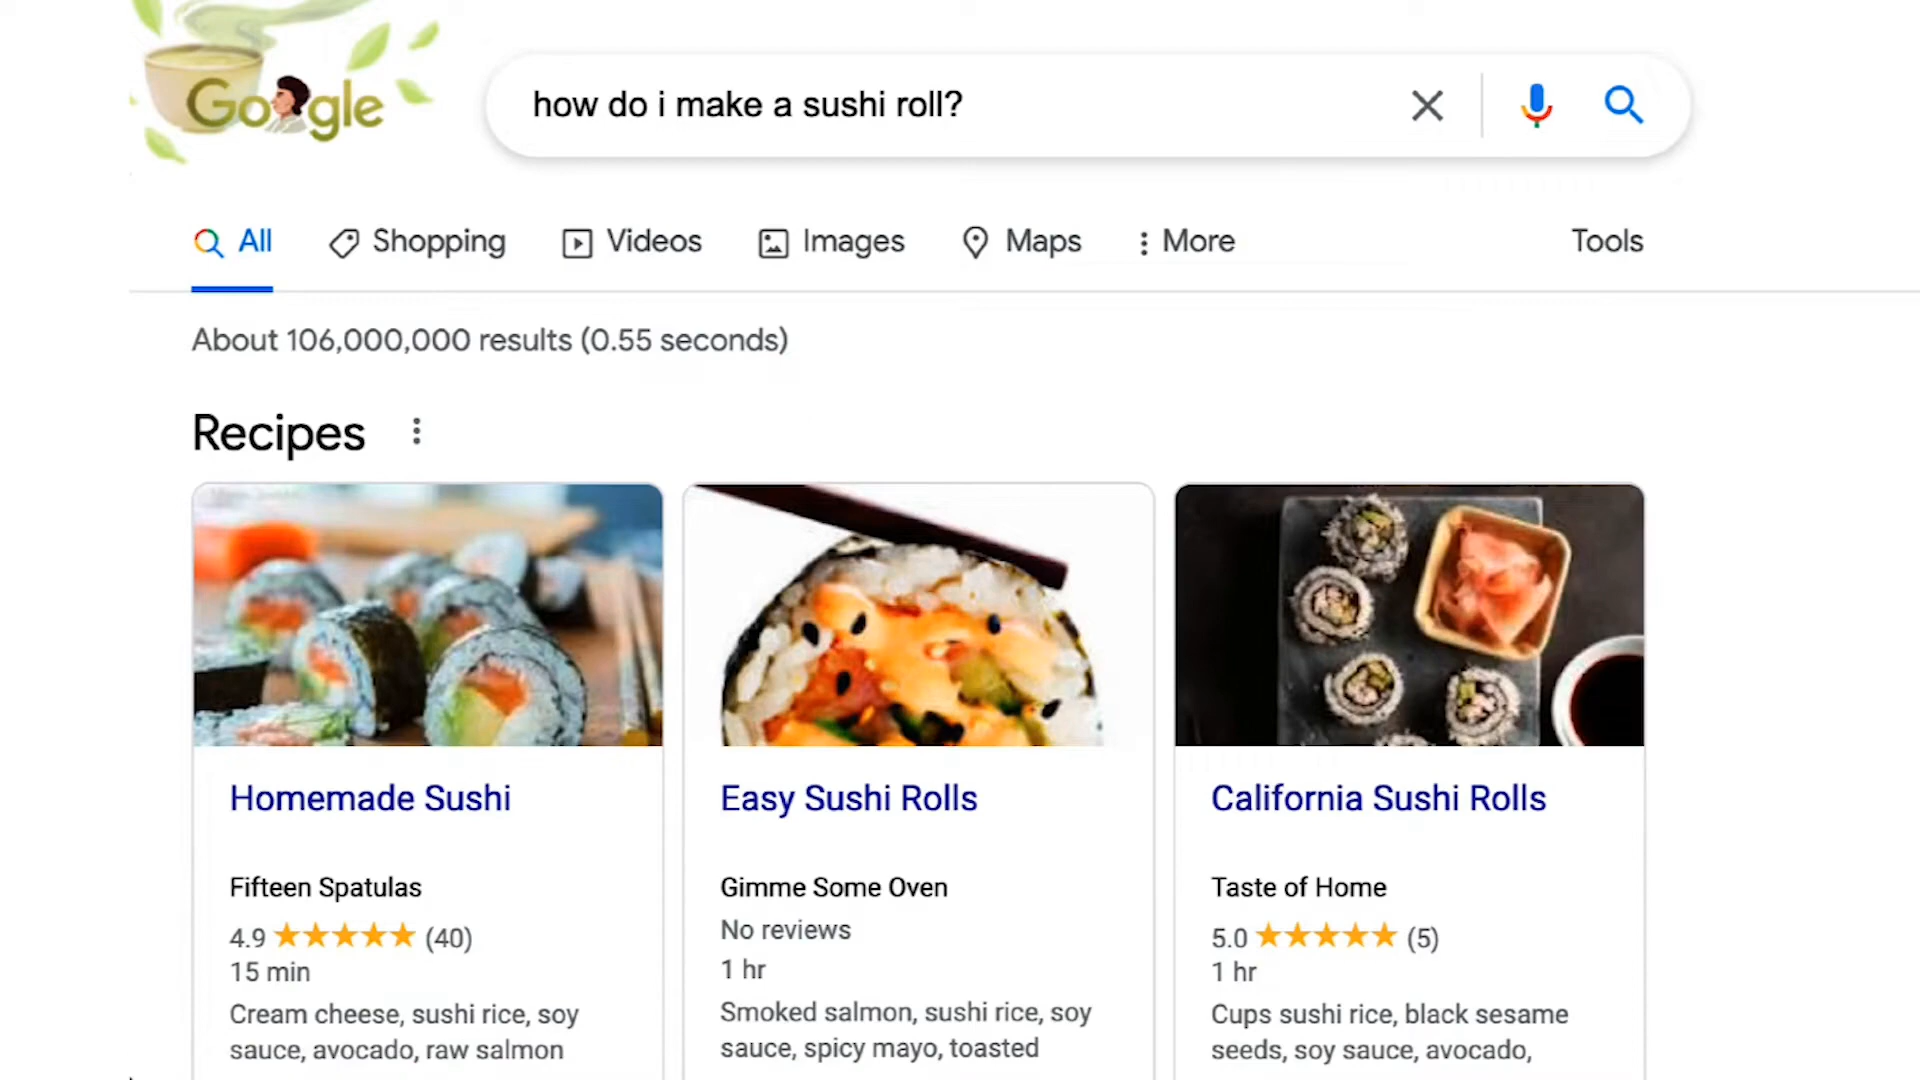 Google
how do i make a sushi roll?
All Shopping Videos Images Maps More Tools
About 106,000,000 results (0.55 seconds)
Recipes
Homemade Sushi
Fifteen Spatulas
4.9 ★★★★★ (40)
15 min
Cream cheese, sushi rice, soy
sauce, avocado, raw salmon
Easy Sushi Rolls
Gimme Some Oven
No reviews
1 hr
Smoked salmon, sushi rice, soy
sauce, spicy mayo, toasted
California Sushi Rolls
Taste of Home
5.0 ★★★★★ (5)
1 hr
Cups sushi rice, black sesame
seeds, soy sauce, avocado,